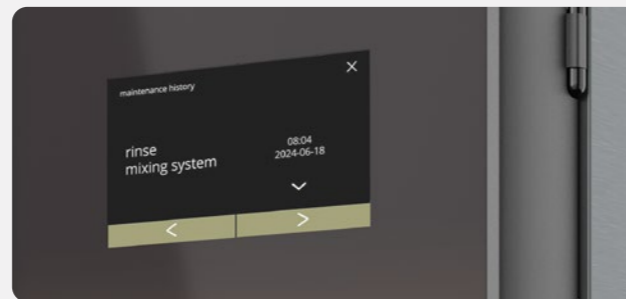 maintenance history
rinse
mixing system
08:04
2024-06-18